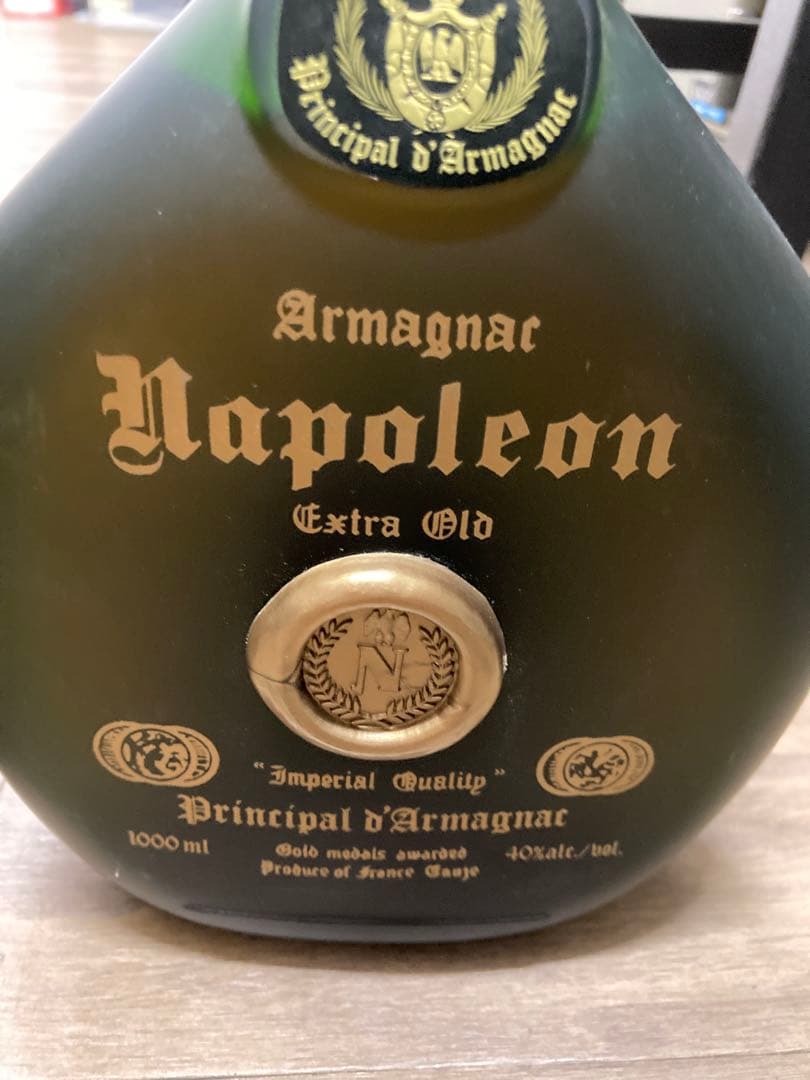 Principal d'Armagnac
Armagnac
Napoleon
Extra Old
N
"Imperial Quality"
Principal d'Armagnac
1000 ml
Gold medals awarded
40%alc./vol.
Produce of France Cauze